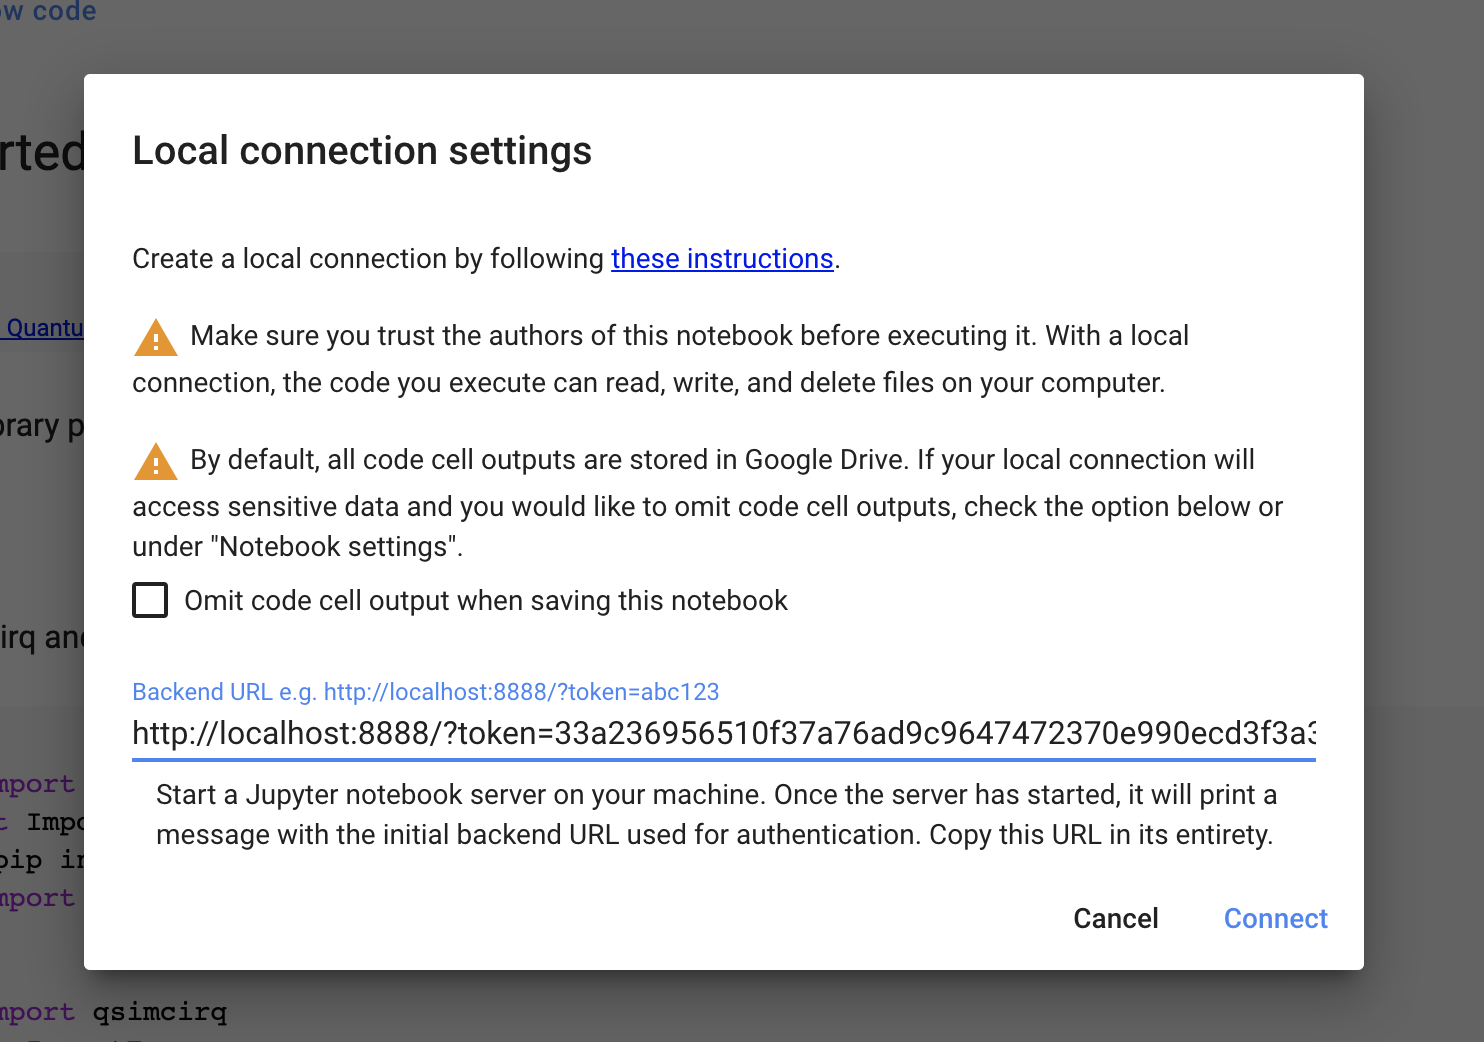 ow code
Local connection settings
rted
Create a local connection by following these instructions.
Quantu
Make sure you trust the authors of this notebook before executing it. With a local
connection, the code you execute can read, write, and delete files on your computer.
brary p
By default, all code cell outputs are stored in Google Drive. If your local connection will
access sensitive data and you would like to omit code cell outputs, check the option below or
under "Notebook settings".
Omit code cell output when saving this notebook
irq and
Backend URL e.g. http://localhost:8888/?token=abc123
http://localhost:8888/?token=33a236956510f37a76ad9c9647472370e990ecd3f3a3
Start a Jupyter notebook server on your machine. Once the server has started, it will print a
message with the initial backend URL used for authentication. Copy this URL in its entirety.
mport
t Impo
pip in
mport
Cancel Connect
mport qsimcirq